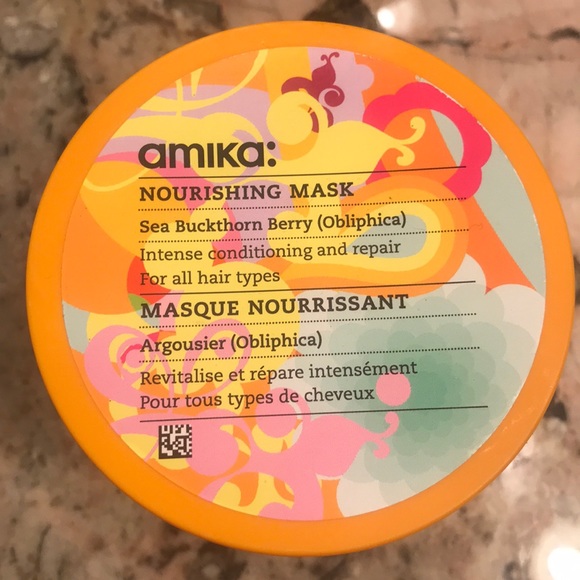 amika:
NOURISHING MASK
Sea Buckthorn Berry (Obliphica)
Intense conditioning and repair
For all hair types
MASQUE NOURRISSANT
Argousier (Obliphica)
Revitalise et répare intensément
Pour tous types de cheveux